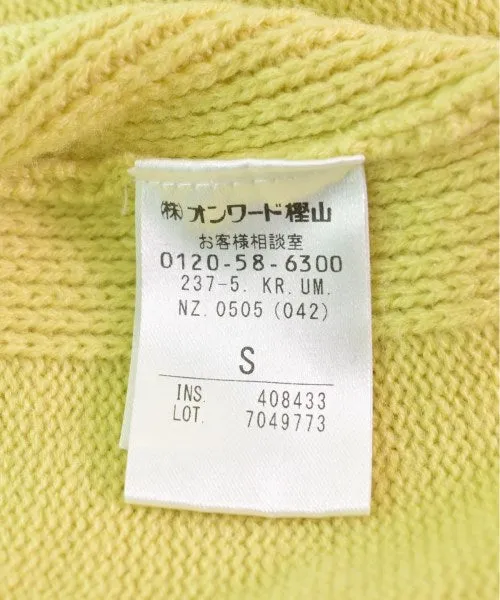 (株)オンワード樫山
お客様相談室
0120-58-6300
237-5. KR. UM.
NZ. 0505 (042)
S
INS. 408433
LOT. 7049773